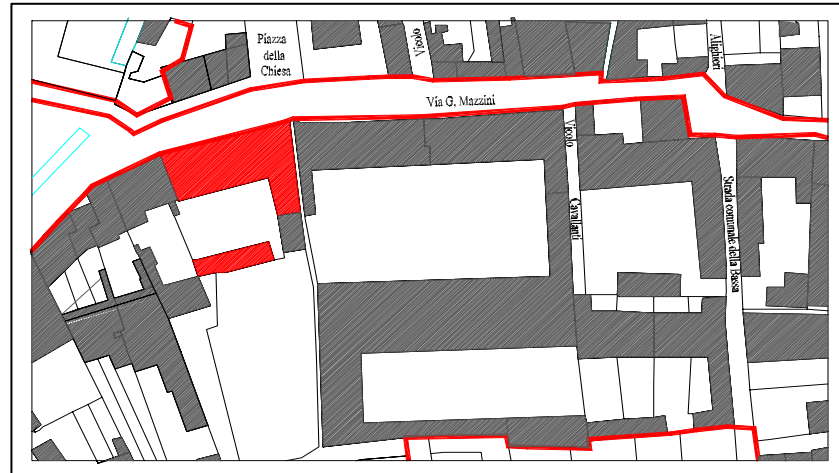 Piazza
della
Chiesa
Vicolo
Alighieri
Via G, Mazzini
Vicolo
Cavallanti
Strada comunale della Bassa